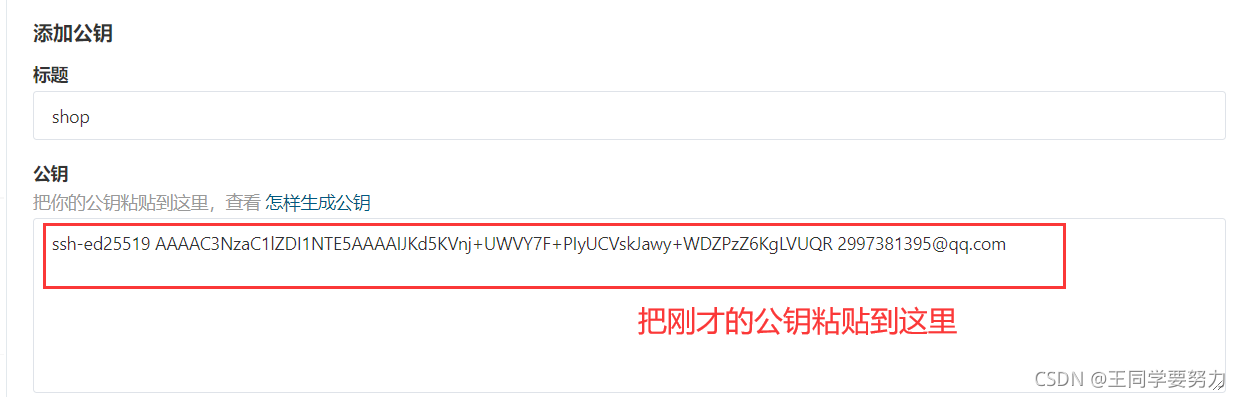 添加公钥
标题
shop
公钥
把你的公钥粘贴到这里，查看 怎样生成公钥
ssh-ed25519 AAAAC3NzaC1lZDI1NTE5AAAAIJKd5KVnj+UWVY7F+PlyUCVskJawy+WDZPzZ6KgLVUQR 2997381395@qq.com
把刚才的公钥粘贴到这里
CSDN @王同学要努力